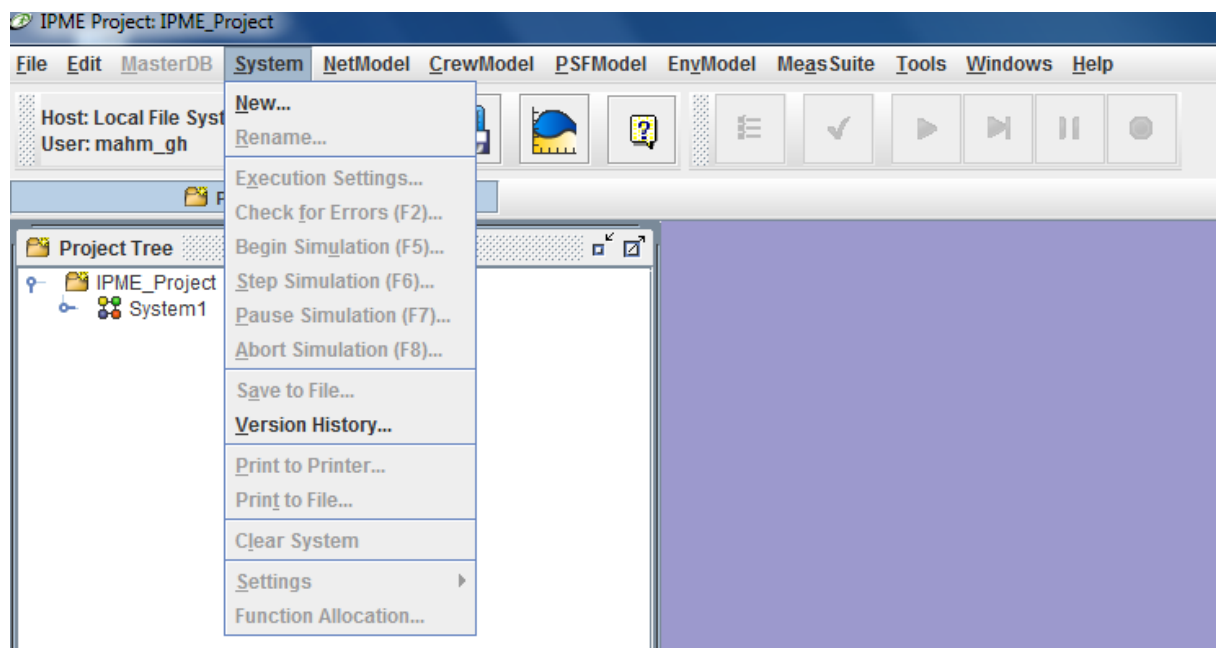 IPME Project: IPME_Project
File Edit MasterDB System NetModel CrewModel PSFModel EnvModel MeasSuite Tools Windows Help
Host: Local File Syst
User: mahm_gh
New...
Rename...
Execution Settings...
Check for Errors (F2)...
Begin Simulation (F5)...
Step Simulation (F6)...
Pause Simulation (F7)...
Abort Simulation (F8)...
Save to File...
Version History...
Print to Printer...
Print to File...
Clear System
Settings
Function Allocation...
Project Tree
IPME_Project
System1